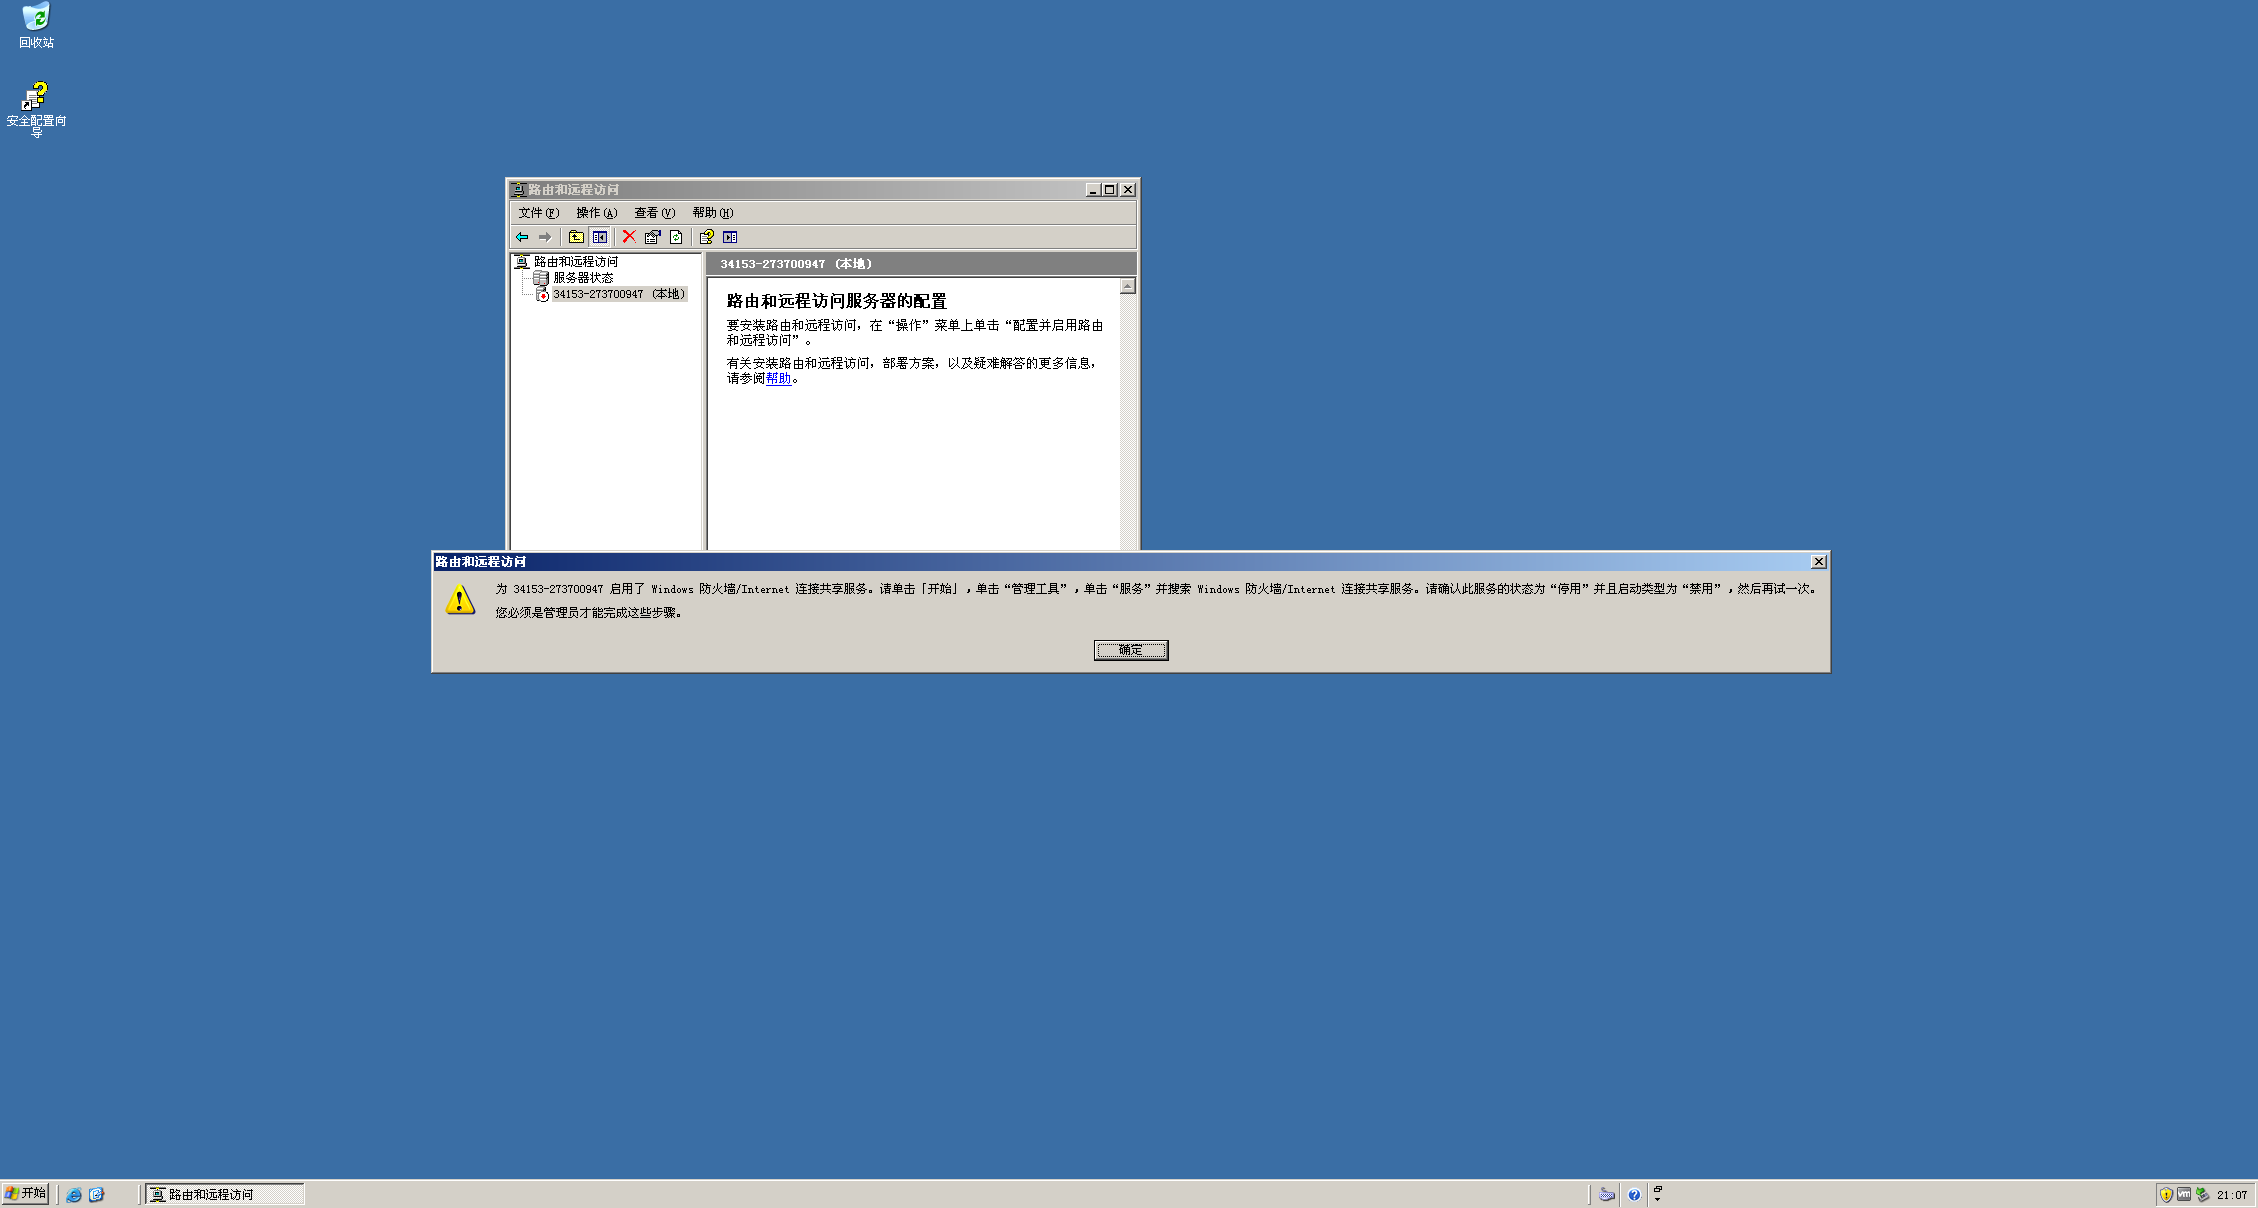 回收站
安全配置向
导
路由和远程访问
文件(F) 操作(A) 查看(V) 帮助(H)
路由和远程访问
服务器状态
34153-273700947 (本地)
34153-273700947 (本地)
路由和远程访问服务器的配置
要安装路由和远程访问，在“操作”菜单上单击“配置并启用路由
和远程访问”。
有关安装路由和远程访问，部署方案，以及疑难解答的更多信息，
请参阅帮助。
路由和远程访问
为 34153-273700947 启用了 Windows 防火墙/Internet 连接共享服务。请单击「开始」，单击“管理工具”，单击“服务”并搜索 Windows 防火墙/Internet 连接共享服务。请确认此服务的状态为“停用”并且启动类型为“禁用”，然后再试一次。
您必须是管理员才能完成这些步骤。
确定
开始
路由和远程访问
21:07